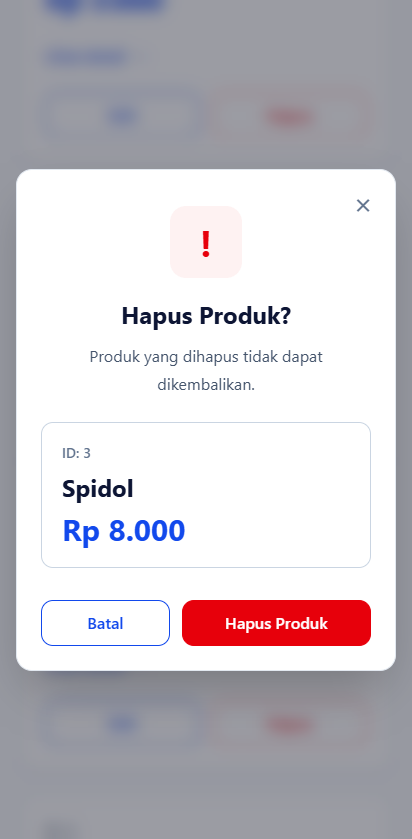 !
Hapus Produk?
Produk yang dihapus tidak dapat
dikembalikan.
ID: 3
Spidol
Rp 8.000
Batal
Hapus Produk